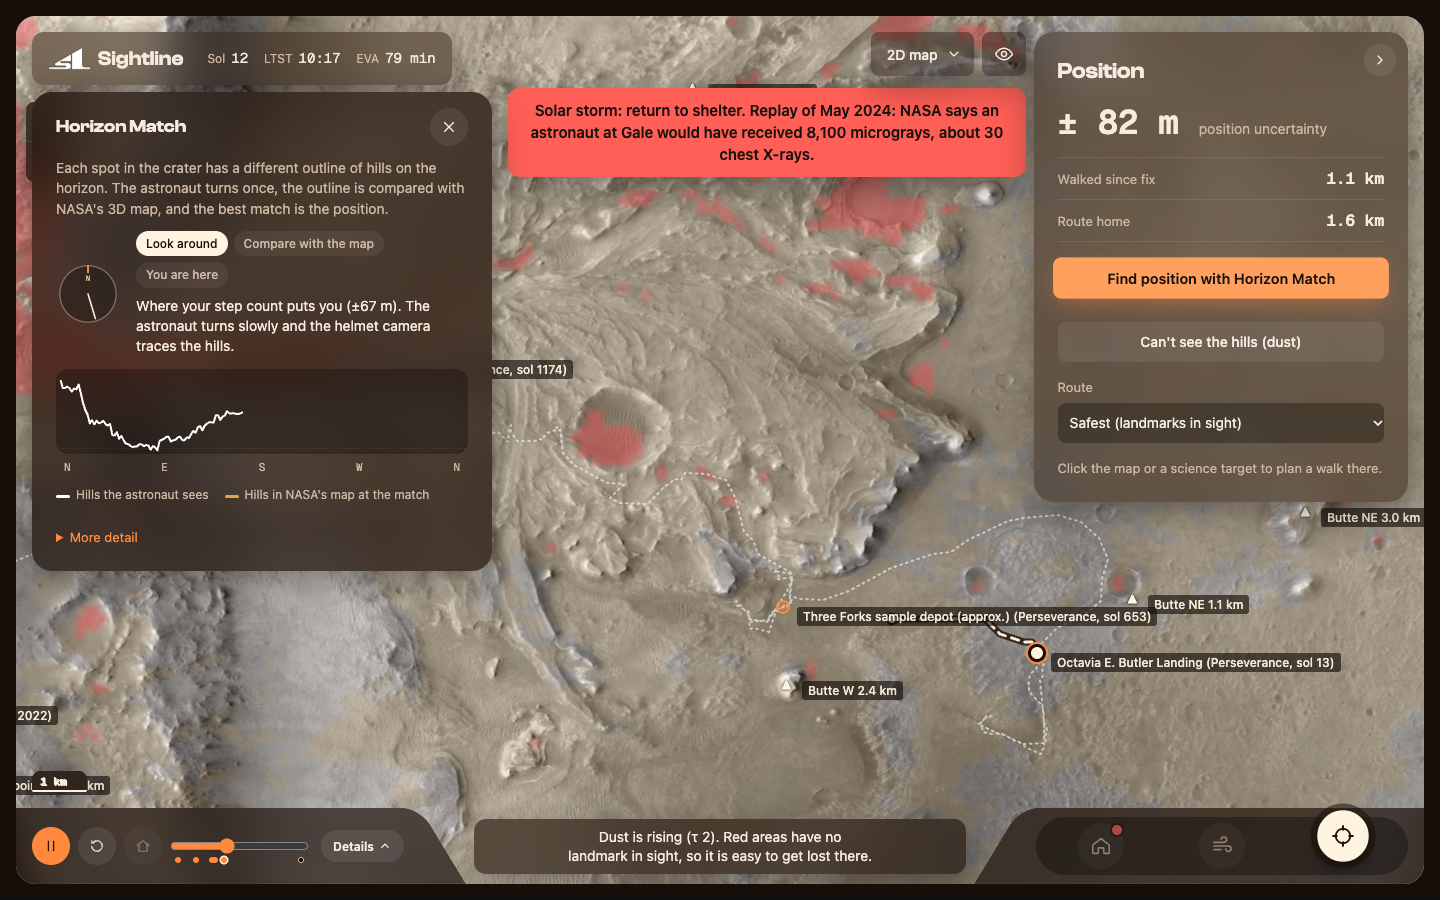 Sightline
Sol 12 LTST 10:17 EVA 79 min
2D map
Horizon Match
Each spot in the crater has a different outline of hills on the
horizon. The astronaut turns once, the outline is compared with
NASA's 3D map, and the best match is the position.
Look around
Compare with the map
You are here
N
Where your step count puts you (±67 m). The
astronaut turns slowly and the helmet camera
traces the hills.
N E S W N
Hills the astronaut sees
Hills in NASA's map at the match
More detail
Solar storm: return to shelter. Replay of May 2024: NASA says an
astronaut at Gale would have received 8,100 micrograys, about 30
chest X-rays.
Position
± 82 m position uncertainty
Walked since fix 1.1 km
Route home 1.6 km
Find position with Horizon Match
Can't see the hills (dust)
Route
Safest (landmarks in sight)
Click the map or a science target to plan a walk there.
nce, sol 1174)
Butte NE 3.0 km
Butte NE 1.1 km
Three Forks sample depot (approx.) (Perseverance, sol 653)
Octavia E. Butler Landing (Perseverance, sol 13)
Butte W 2.4 km
2022)
1 km
km
Details
Dust is rising (τ 2). Red areas have no
landmark in sight, so it is easy to get lost there.